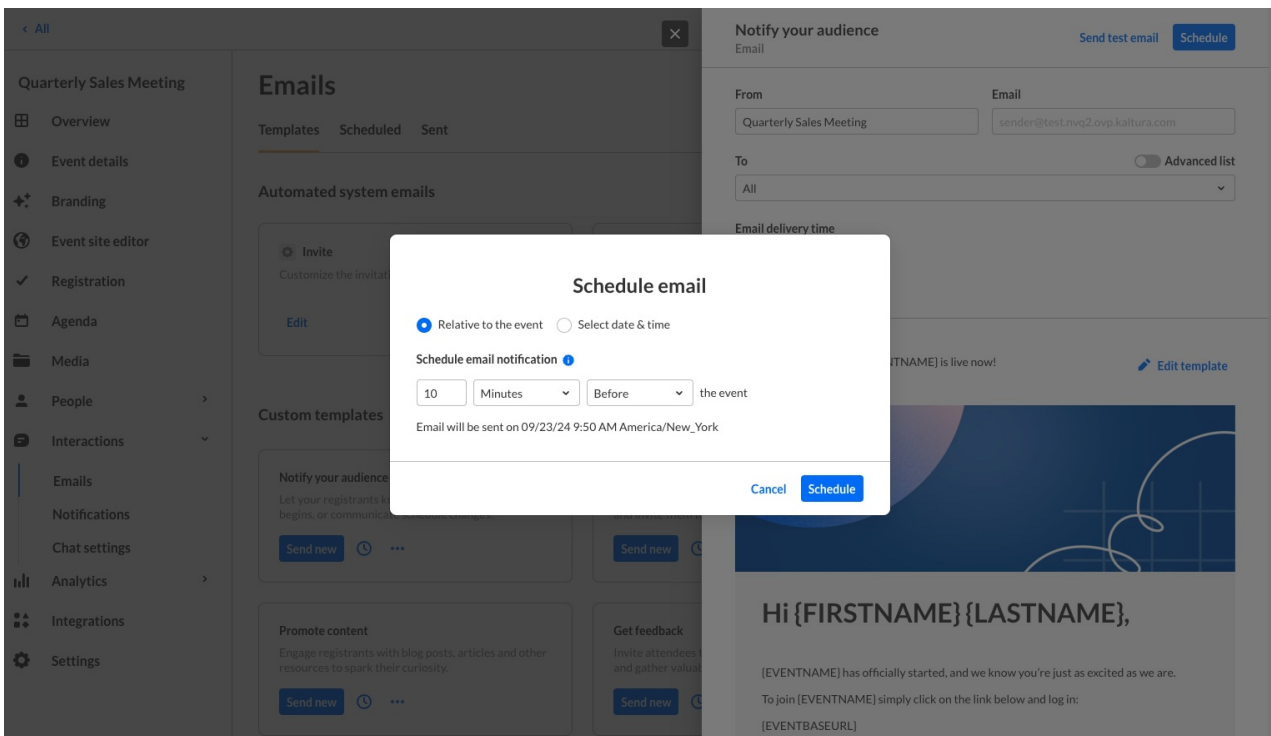 All
Quarterly Sales Meeting
Overview
Event details
Branding
Event site editor
Registration
Agenda
Media
People
Interactions
Emails
Notifications
Chat settings
Analytics
Integrations
Settings
Emails
Templates Scheduled Sent
Automated system emails
Invite
Customize the
Edit
Custom templates
Notify your audience
Let your registrants
begins, or communicate
Send new
Send new
Promote content
Engage registrants with blog posts, articles and other
resources to spark their curiosity.
Send new
Get feedback
Invite attendees
and gather
Send new
Notify your audience
Email
Send test email Schedule
From
Quarterly Sales Meeting
Email
sender@test.nvq2.ovp.kaltura.com
To
Advanced list
All
Email delivery time
is live now!
Edit template
Hi {FIRSTNAME} {LASTNAME},
{EVENTNAME} has officially started, and we know you're just as excited as we are.
To join {EVENTNAME} simply click on the link below and log in:
{EVENTBASEURL}
Schedule email
Relative to the event Select date & time
Schedule email notification
10 Minutes Before the event
Email will be sent on 09/23/24 9:50 AM America/New_York
Cancel Schedule